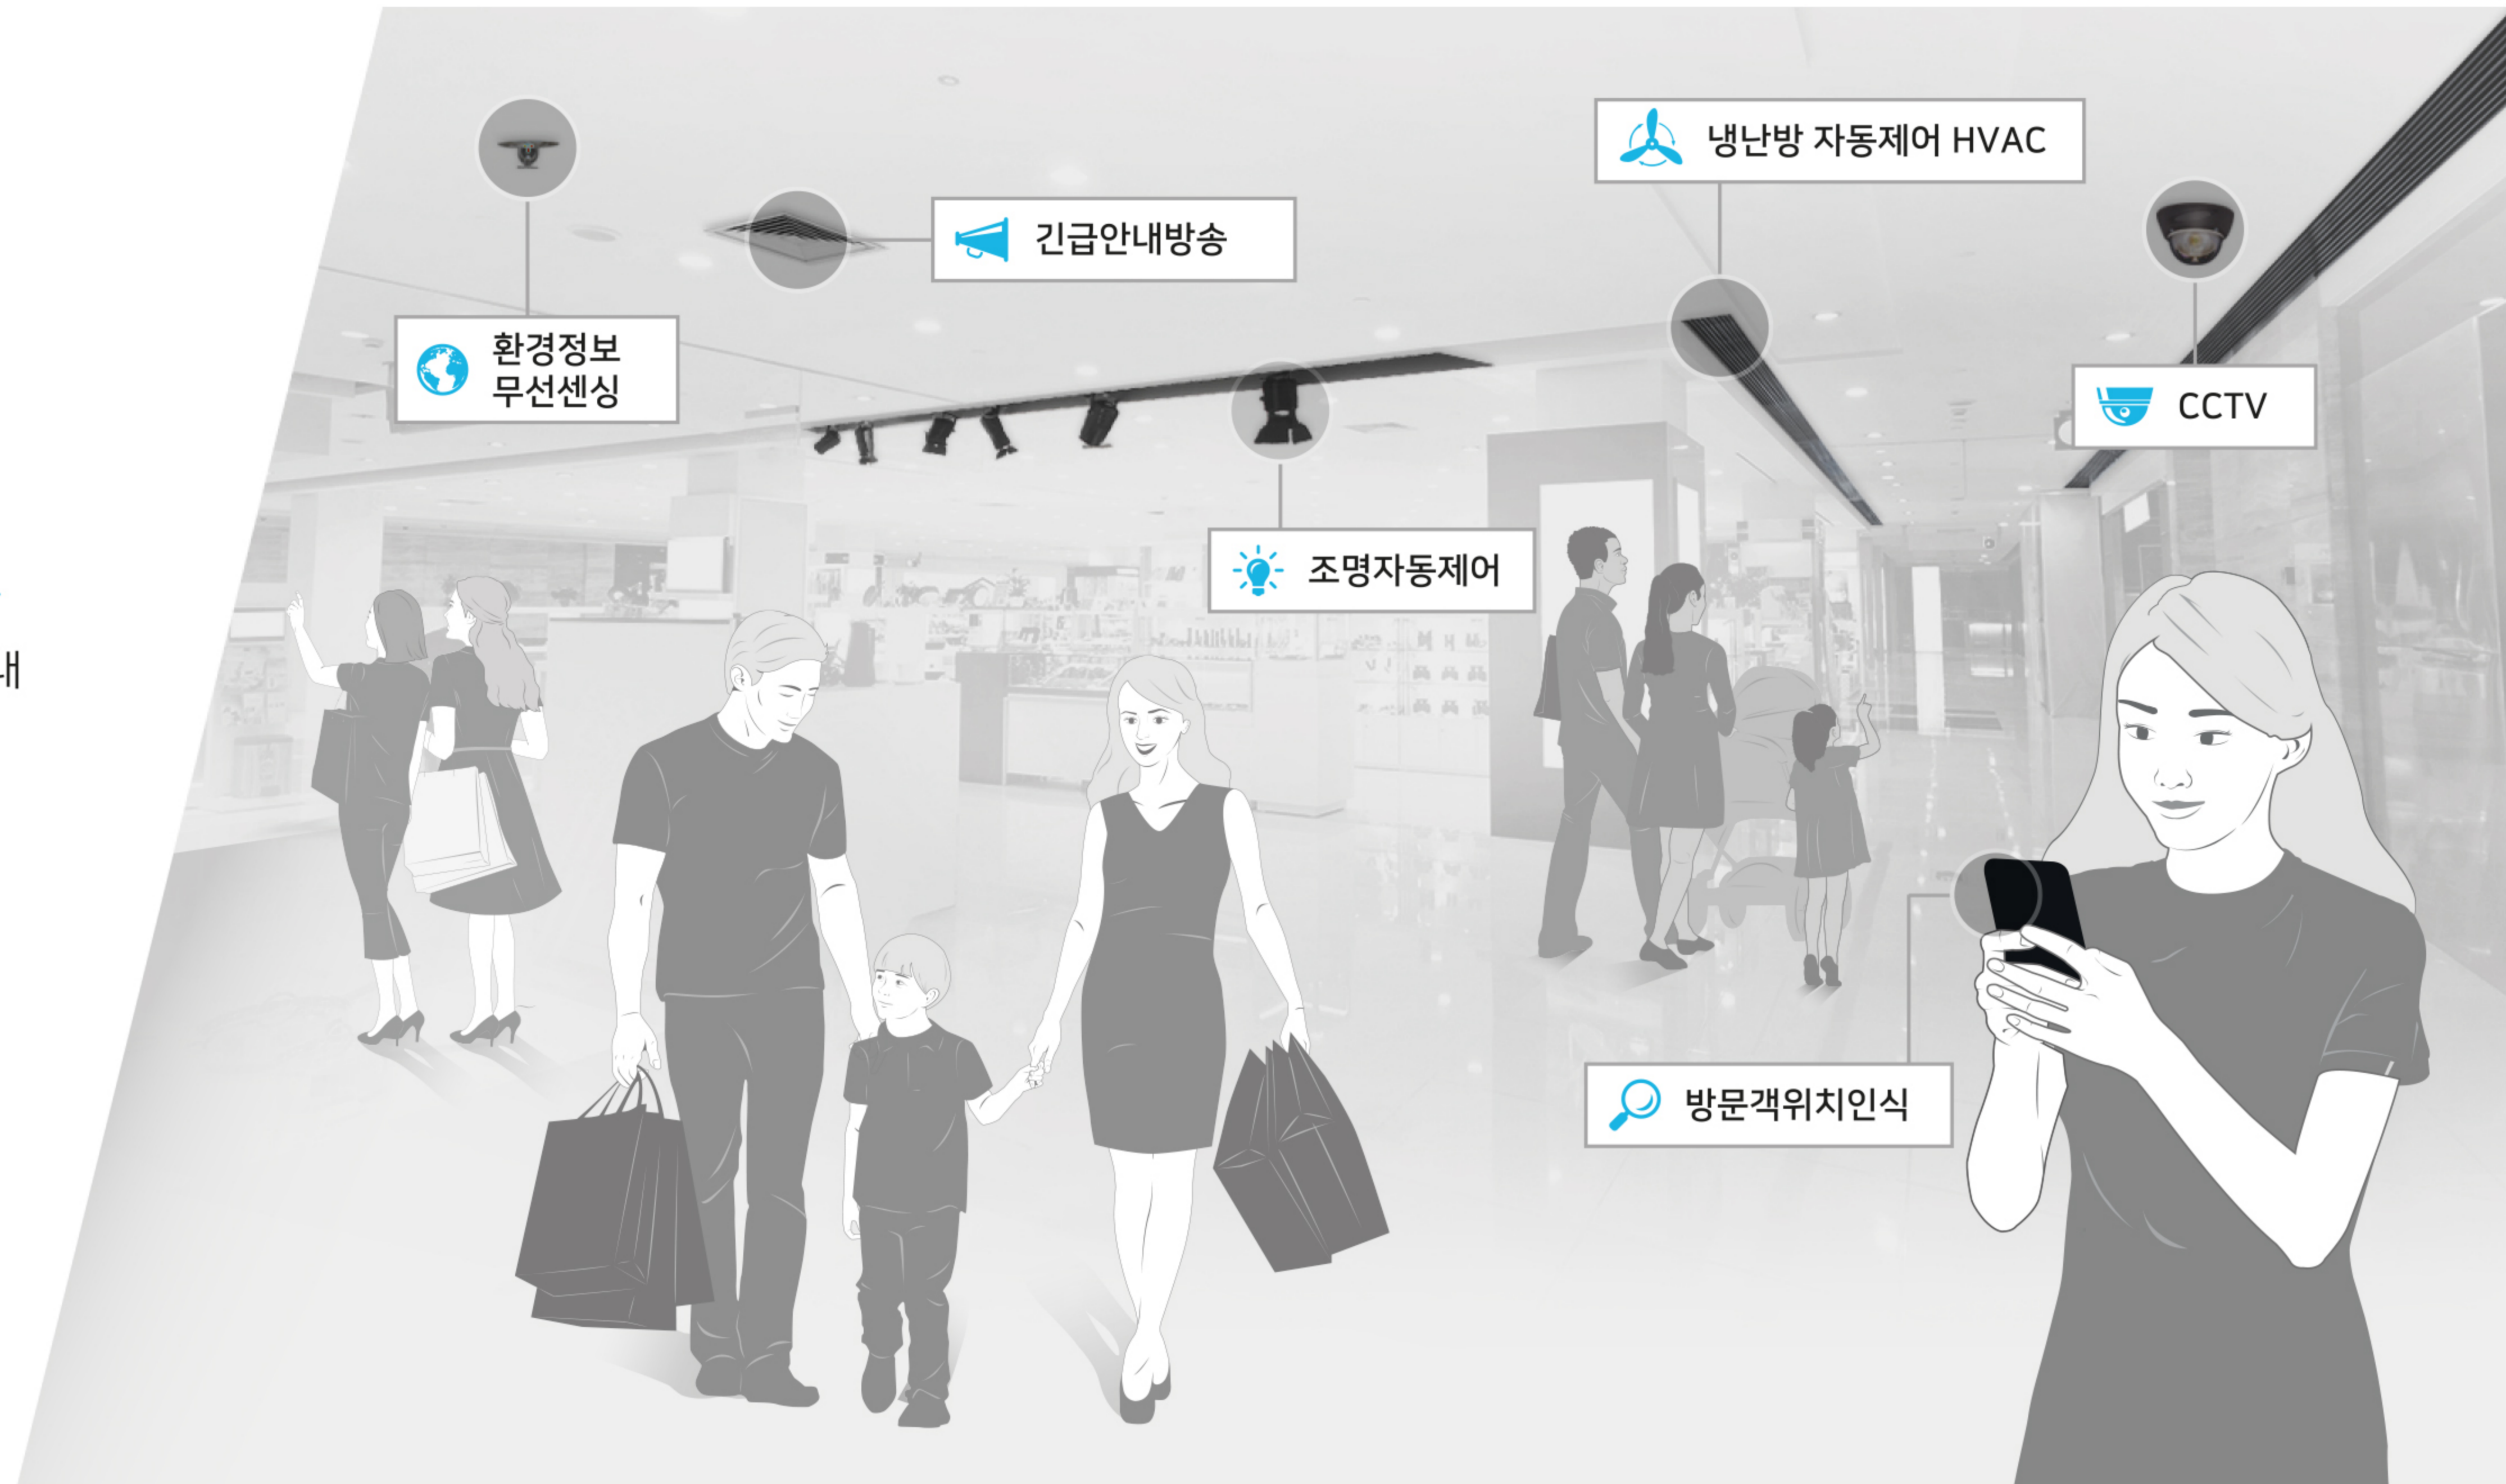 냉난방 자동제어 HVAC
긴급안내방송
환경정보
무선센싱
CCTV
조명자동제어
내
방문객위치인식